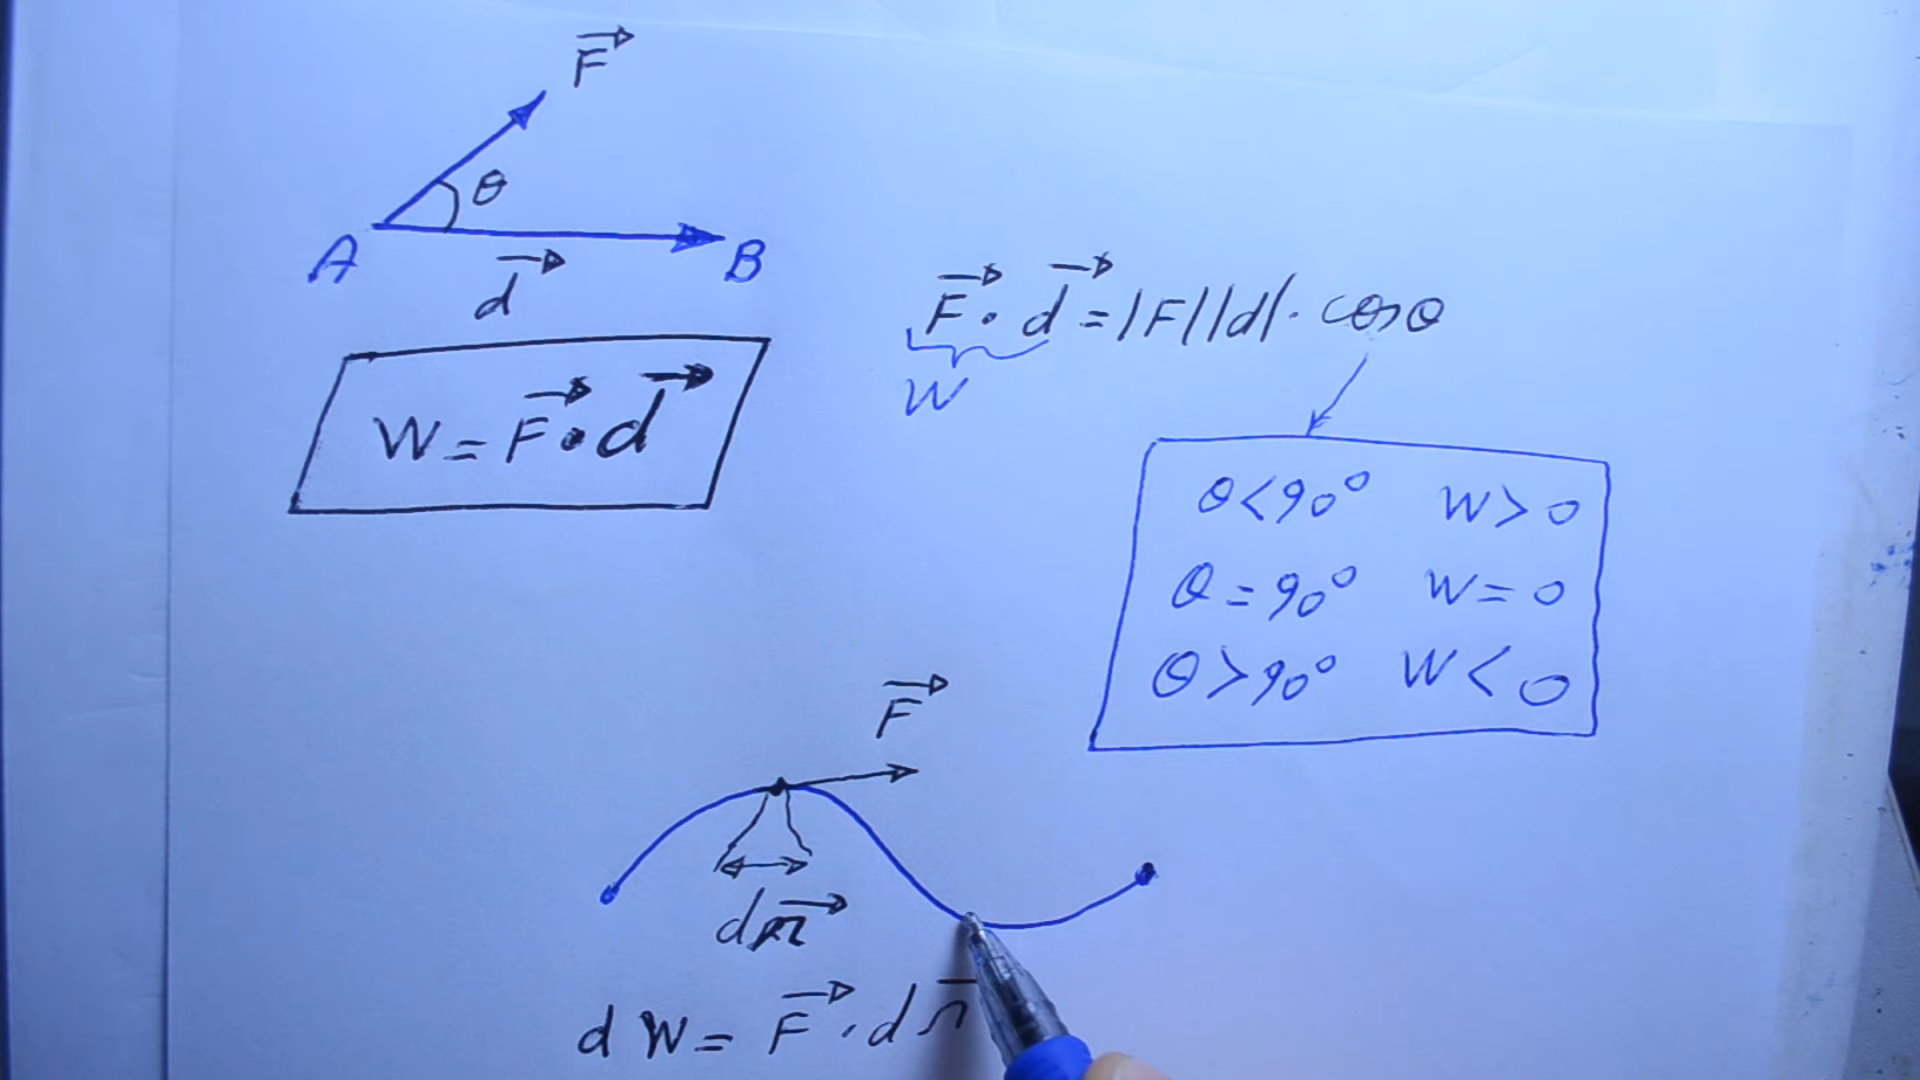 F⃗
θ
A B
d⃗
W = F⃗ • d⃗
F⃗ · d⃗ = |F||d| · cosθ
W
θ < 90° W > 0
θ = 90° W = 0
θ > 90° W < 0
F⃗
dr⃗
dW = F⃗ · dr⃗